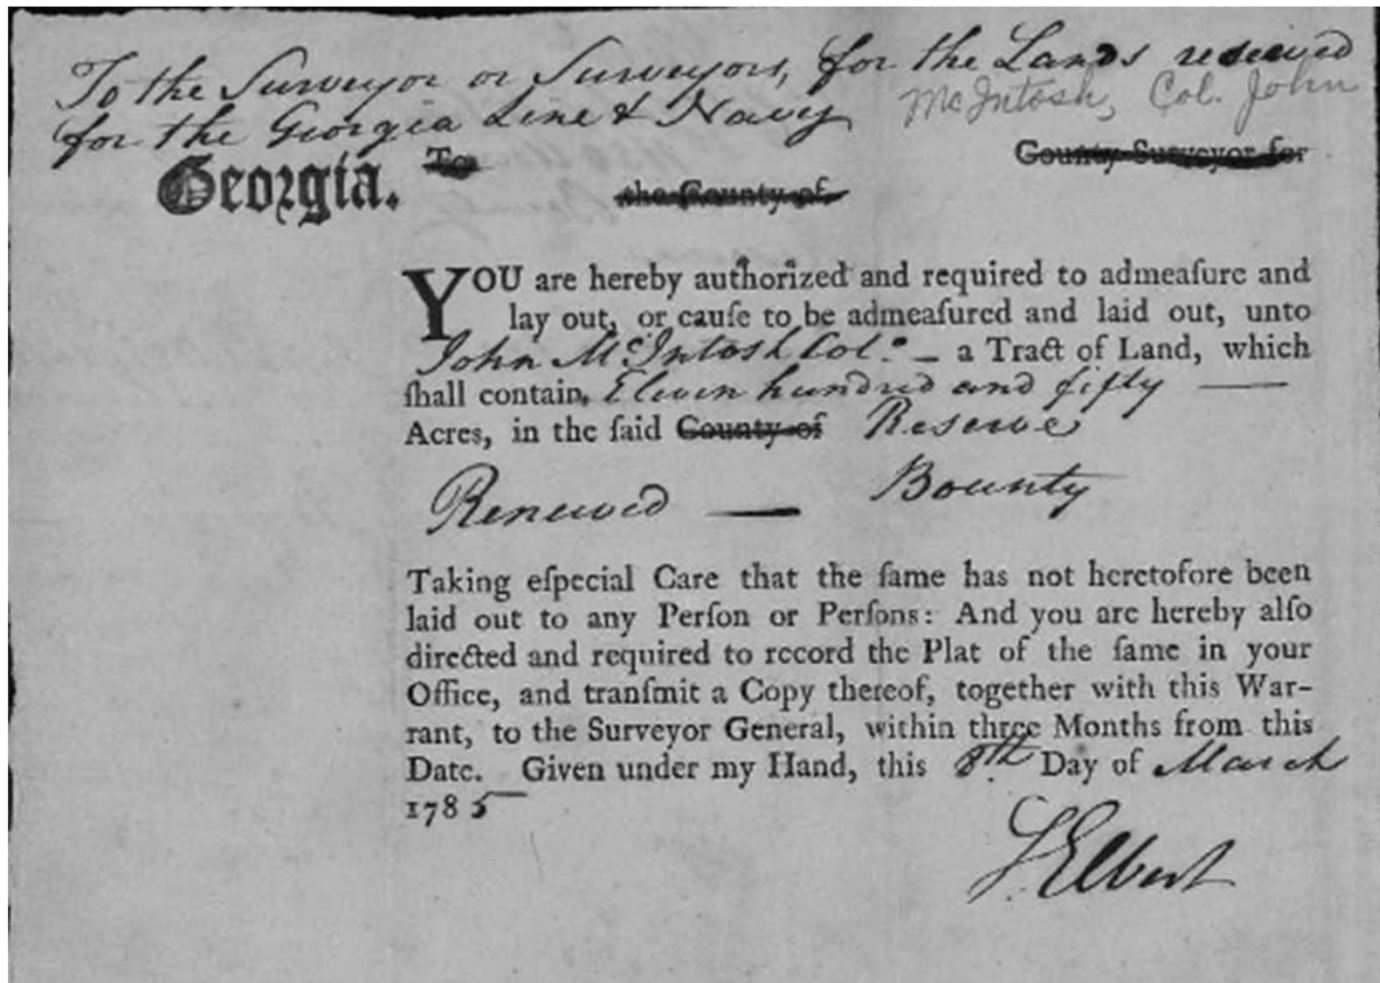 To the Surveyor or Surveyors, for the Lands reserved
for the Georgia Line & Navy
McIntosh, Col. John
Georgia. To County Surveyor for
the County of
YOU are hereby authorized and required to admeaſure and
lay out, or cauſe to be admeaſured and laid out, unto
John McIntosh Colo. — a Tract of Land, which
ſhall contain, Eleven hundred and fifty —
Acres, in the ſaid County of Reserve
Renewed — Bounty
Taking eſpecial Care that the ſame has not heretofore been
laid out to any Perſon or Perſons: And you are hereby alſo
directed and required to record the Plat of the ſame in your
Office, and tranſmit a Copy thereof, together with this War-
rant, to the Surveyor General, within three Months from this
Date. Given under my Hand, this 8th Day of March
1785
S Elbert